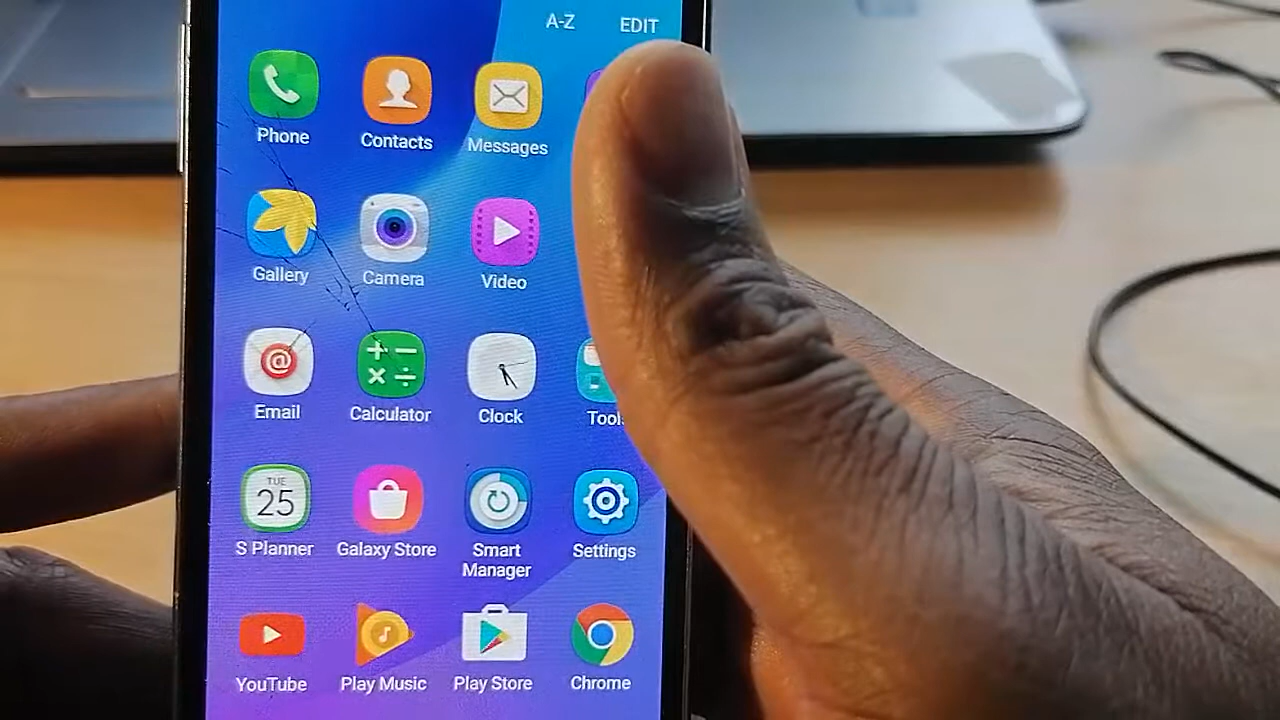 A-Z EDIT
Phone Contacts Messages
Gallery Camera Video
@
Email Calculator Clock Tools
TUE
25
S Planner Galaxy Store Smart Manager Settings
YouTube Play Music Play Store Chrome